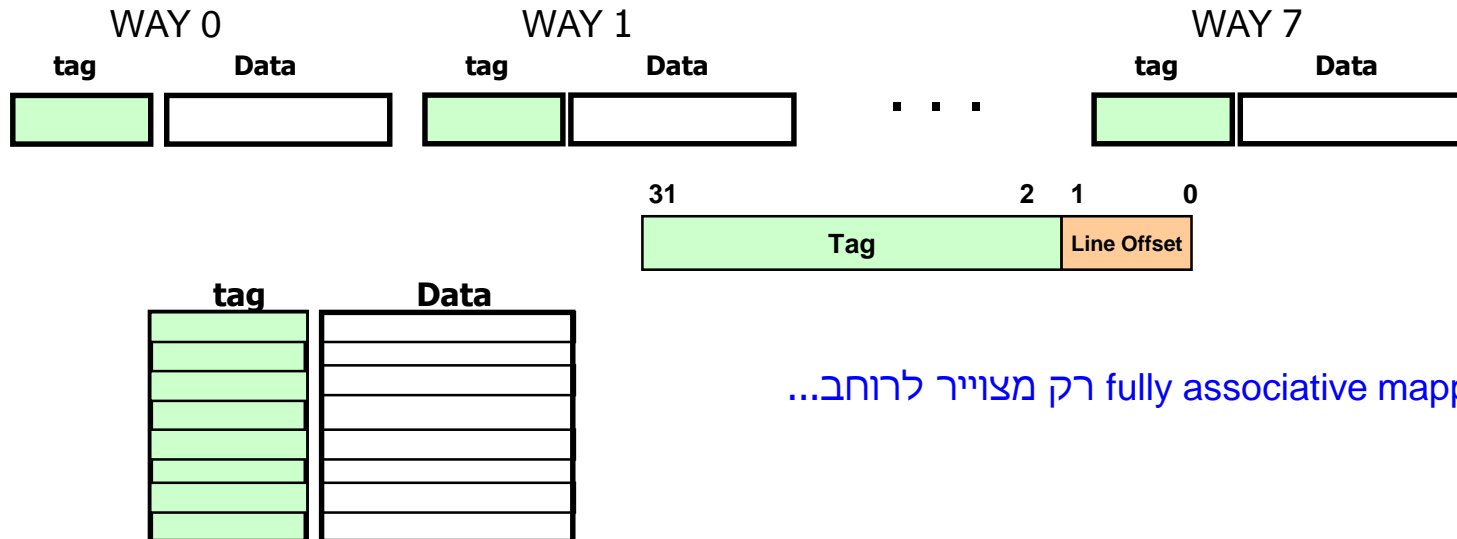 WAY 0 WAY 1 WAY 7
tag Data tag Data tag Data
. . .
31 2 1 0
Tag Line Offset
tag Data
fully associative mapp רק מצוייר לרוחב...